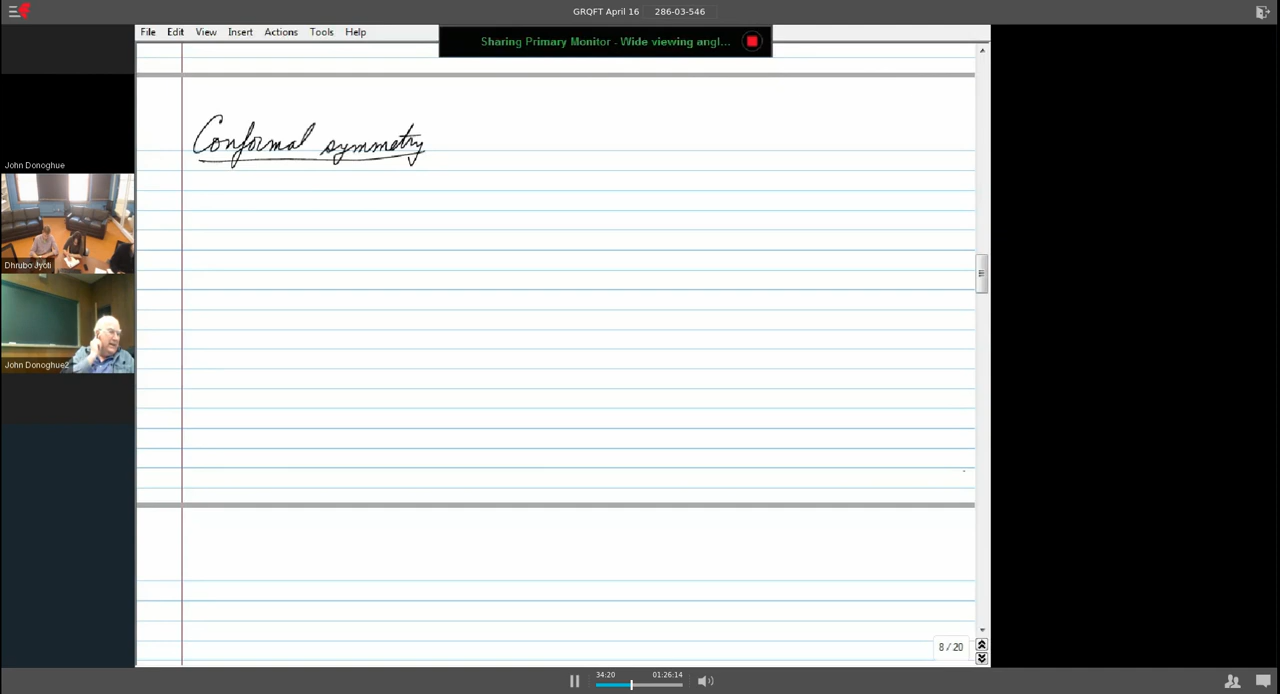 GRQFT April 16 286-03-546
File Edit View Insert Actions Tools Help
Sharing Primary Monitor - Wide viewing angl...
Conformal symmetry
John Donoghue
Dhrubo Jyoti
John Donoghue2
8 / 20
34:20 01:26:14